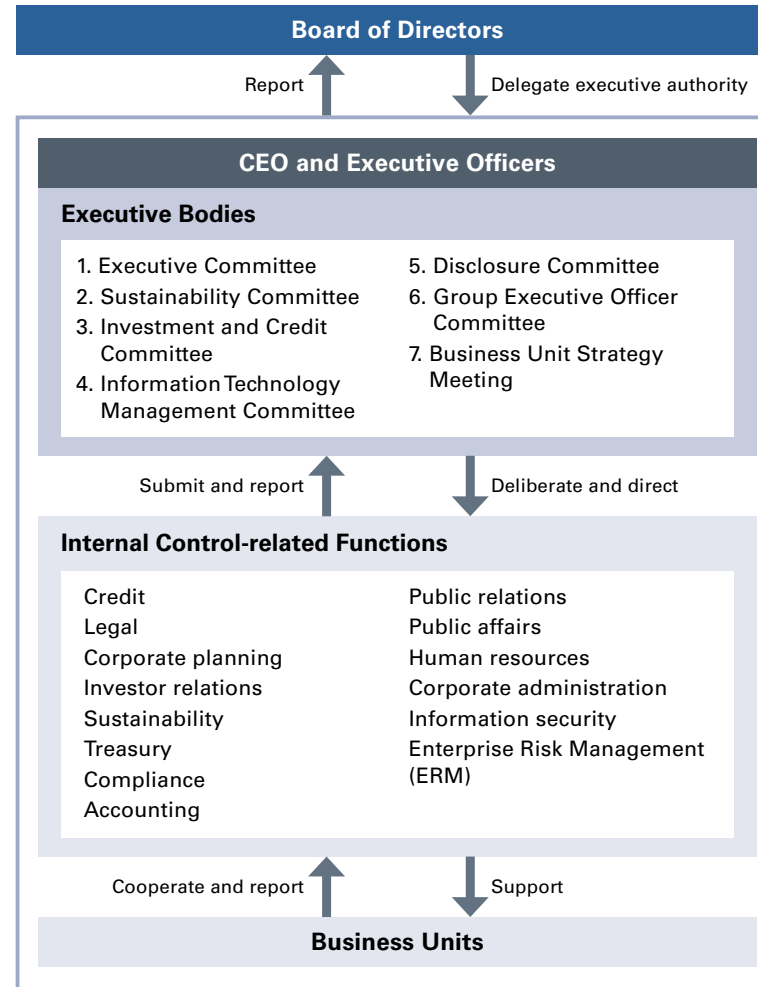 Board of Directors
Report
Delegate executive authority
CEO and Executive Officers
Executive Bodies
1. Executive Committee
2. Sustainability Committee
3. Investment and Credit
Committee
4. Information Technology
Management Committee
5. Disclosure Committee
6. Group Executive Officer
Committee
7. Business Unit Strategy
Meeting
Submit and report
Deliberate and direct
Internal Control-related Functions
Credit
Legal
Corporate planning
Investor relations
Sustainability
Treasury
Compliance
Accounting
Public relations
Public affairs
Human resources
Corporate administration
Information security
Enterprise Risk Management
(ERM)
Cooperate and report
Support
Business Units